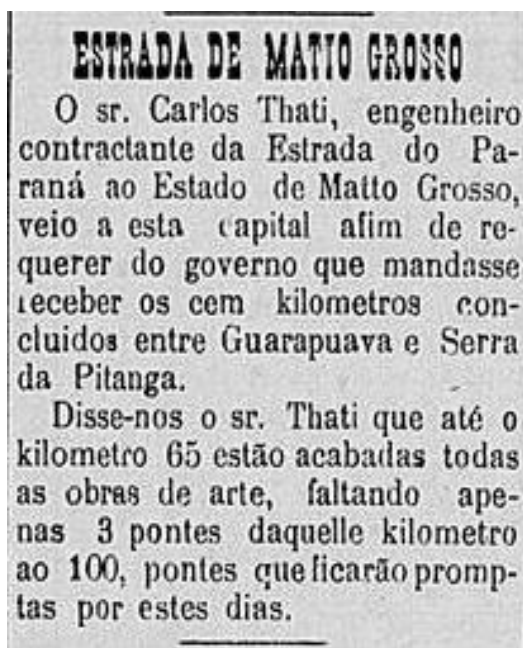 ESTRADA DE MATTO GROSSO
O sr. Carlos Thati, engenheiro
contractante da Estrada do Pa-
raná ao Estado de Matto Grosso,
veio a esta capital afim de re-
querer do governo que mandasse
receber os cem kilometros con-
cluidos entre Guarapuava e Serra
da Pitanga.
Disse-nos o sr. Thati que até o
kilometro 65 estão acabadas todas
as obras de arte, faltando ape-
nas 3 pontes daquelle kilometro
ao 100, pontes que ficarão promp-
tas por estes dias.